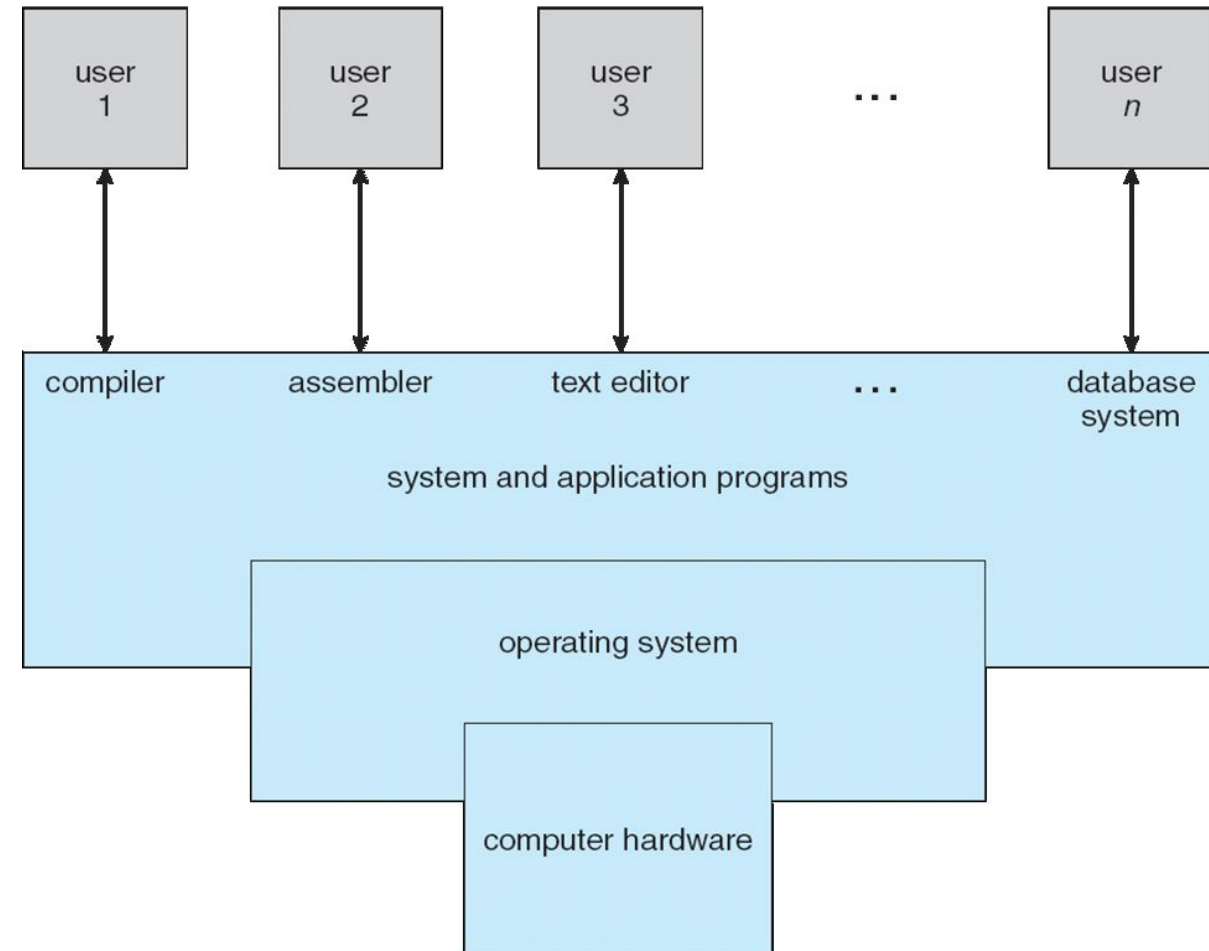 user
1
user
2
user
3
...
user
n
compiler
assembler
text editor
...
database
system
system and application programs
operating system
computer hardware